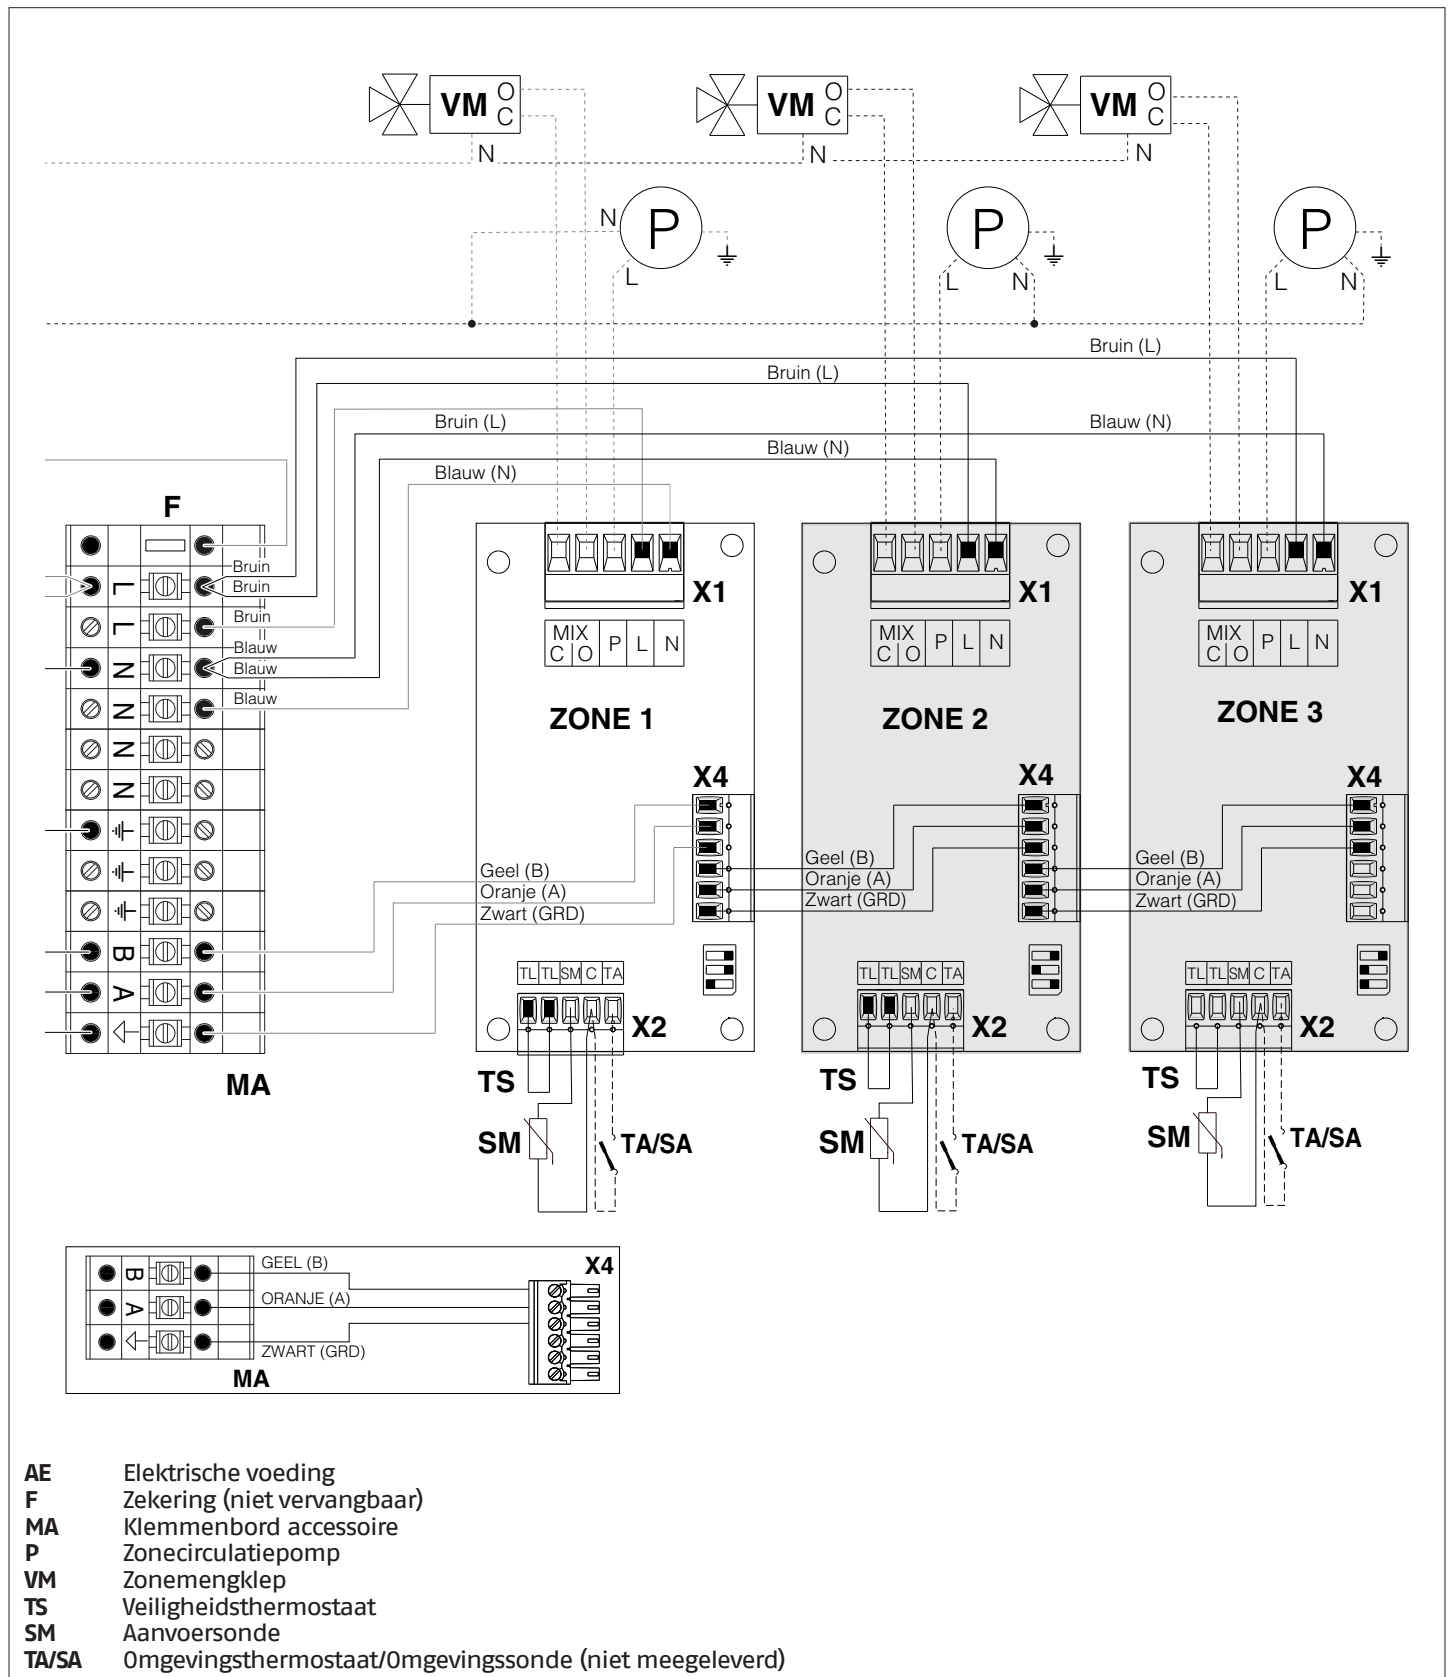 VM O C
VM O C
VM O C
N
N
N
N P L
P L N
P L N
Bruin (L)
Bruin (L)
Bruin (L)
Blauw (N)
Blauw (N)
Blauw (N)
F
Bruin
L
Bruin
L
Bruin
Blauw
N
Blauw
N
Blauw
N
N
B
A
MA
X1
X1
X1
MIX C O P L N
MIX C O P L N
MIX C O P L N
ZONE 1
ZONE 2
ZONE 3
X4
X4
X4
Geel (B)
Oranje (A)
Zwart (GRD)
Geel (B)
Oranje (A)
Zwart (GRD)
Geel (B)
Oranje (A)
Zwart (GRD)
TL TL SM C TA
TL TL SM C TA
TL TL SM C TA
X2
X2
X2
TS
TS
TS
SM
TA/SA
SM
TA/SA
SM
TA/SA
B
GEEL (B)
X4
A
ORANJE (A)
ZWART (GRD)
MA
AE Elektrische voeding
F Zekering (niet vervangbaar)
MA Klemmenbord accessoire
P Zonecirculatiepomp
VM Zonemengklep
TS Veiligheidsthermostaat
SM Aanvoersonde
TA/SA Omgevingsthermostaat/Omgevingssonde (niet meegeleverd)